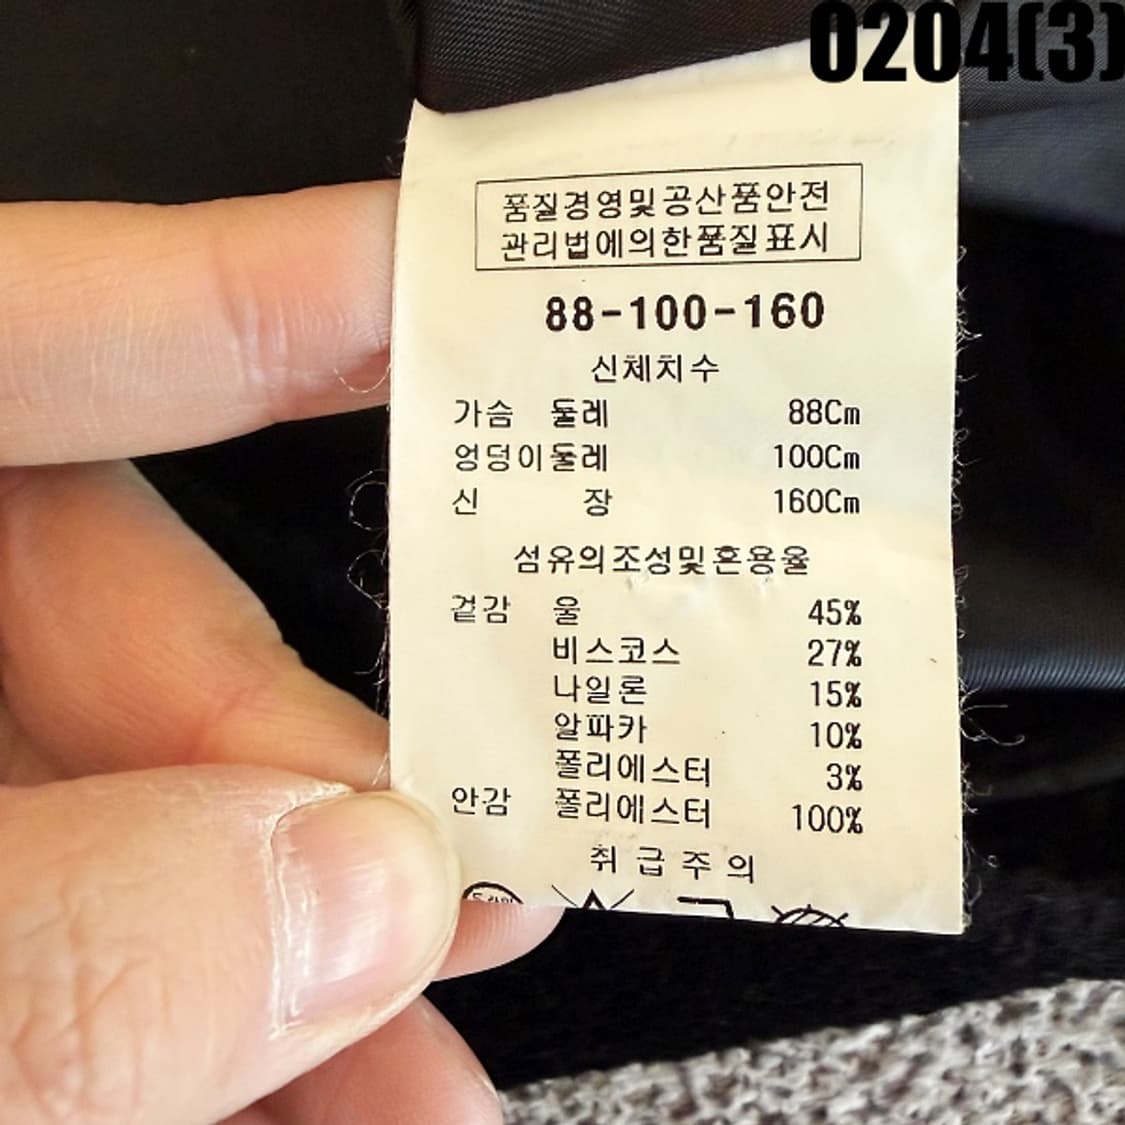 0204(3)
품질경영및공산품안전
관리법에의한품질표시
88-100-160
신체치수
가슴 둘레 88Cm
엉덩이둘레 100Cm
신 장 160Cm
섬유의조성및혼용율
겉감 울 45%
비스코스 27%
나일론 15%
알파카 10%
폴리에스터 3%
안감 폴리에스터 100%
취급주의